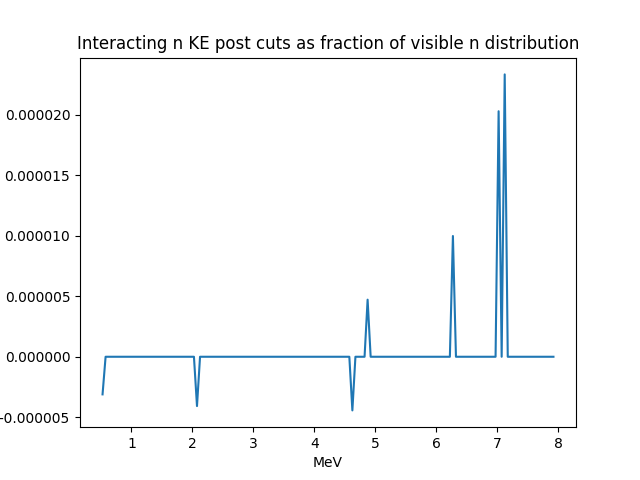 Interacting n KE post cuts as fraction of visible n distribution
0.000020
0.000015
0.000010
0.000005
0.000000
-0.000005
1 2 3 4 5 6 7 8
MeV